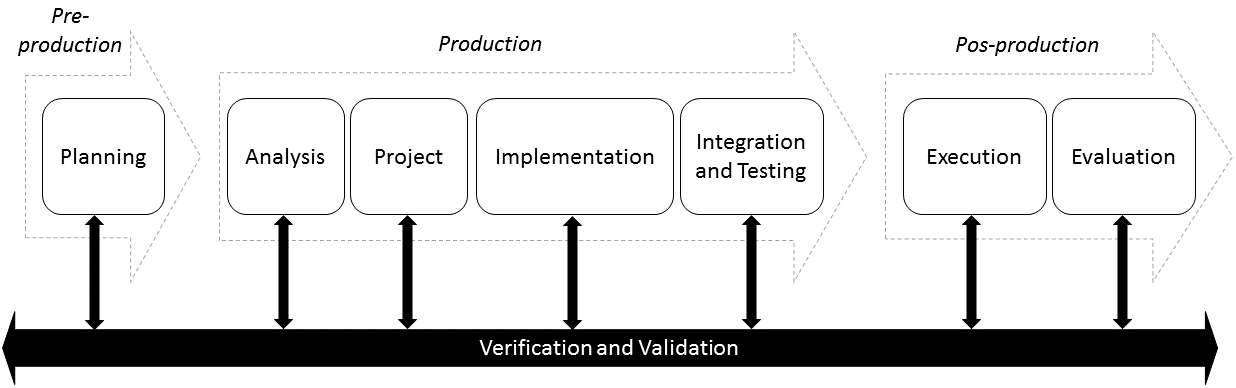 Pre-
production
Production
Pos-production
Planning
Analysis
Project
Implementation
Integration
and Testing
Execution
Evaluation
Verification and Validation